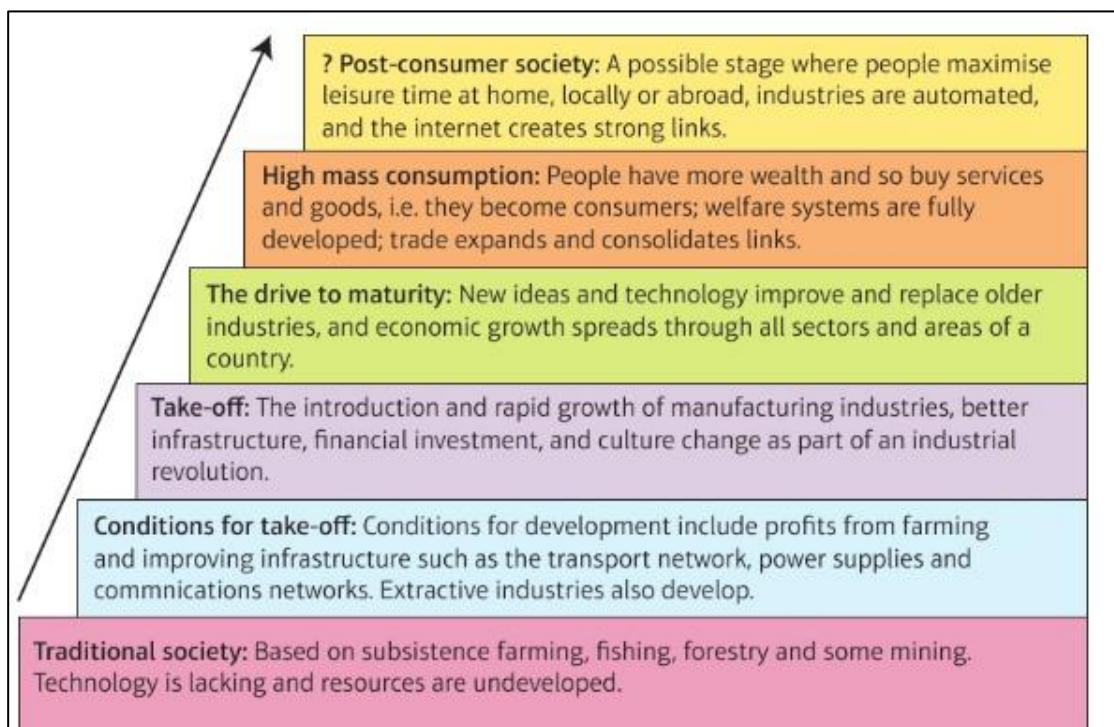 ? Post-consumer society: A possible stage where people maximise
leisure time at home, locally or abroad, industries are automated,
and the internet creates strong links.
High mass consumption: People have more wealth and so buy services
and goods, i.e. they become consumers; welfare systems are fully
developed; trade expands and consolidates links.
The drive to maturity: New ideas and technology improve and replace older
industries, and economic growth spreads through all sectors and areas of a
country.
Take-off: The introduction and rapid growth of manufacturing industries, better
infrastructure, financial investment, and culture change as part of an industrial
revolution.
Conditions for take-off: Conditions for development include profits from farming
and improving infrastructure such as the transport network, power supplies and
commnications networks. Extractive industries also develop.
Traditional society: Based on subsistence farming, fishing, forestry and some mining.
Technology is lacking and resources are undeveloped.